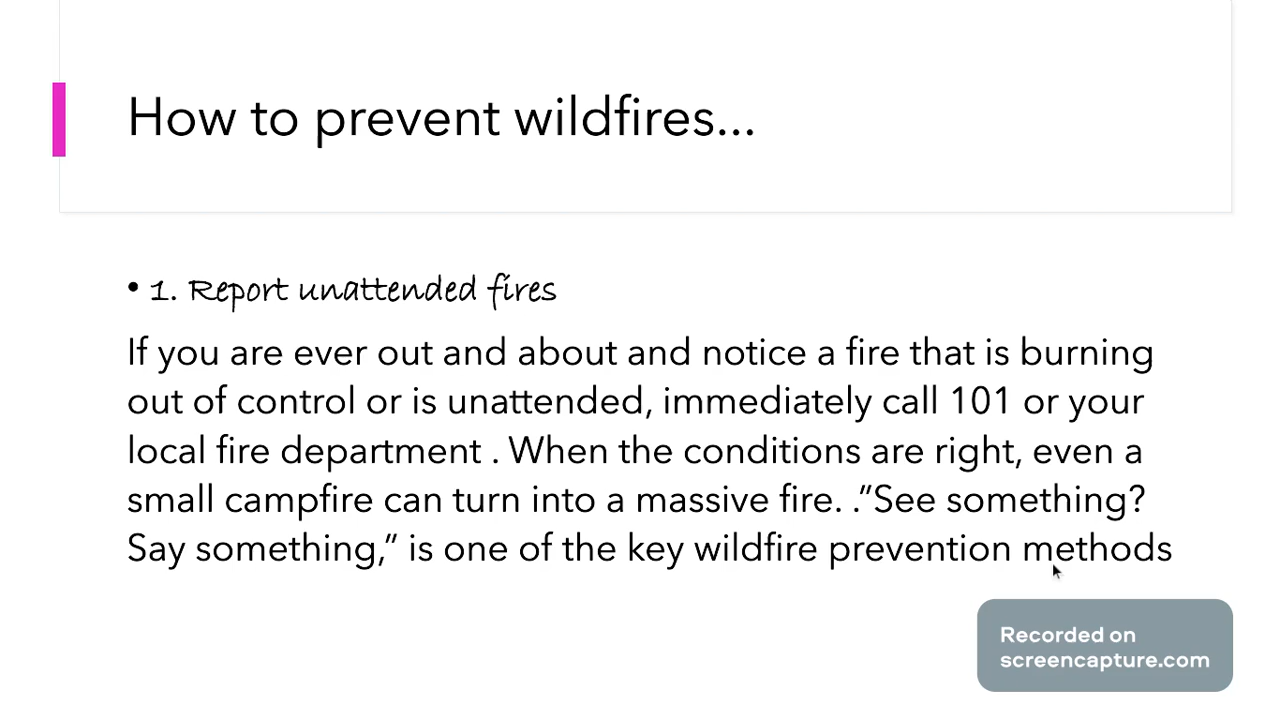 How to prevent wildfires...
• 1. Report unattended fires
If you are ever out and about and notice a fire that is burning
out of control or is unattended, immediately call 101 or your
local fire department . When the conditions are right, even a
small campfire can turn into a massive fire. .”See something?
Say something,” is one of the key wildfire prevention methods
Recorded on
screencapture.com